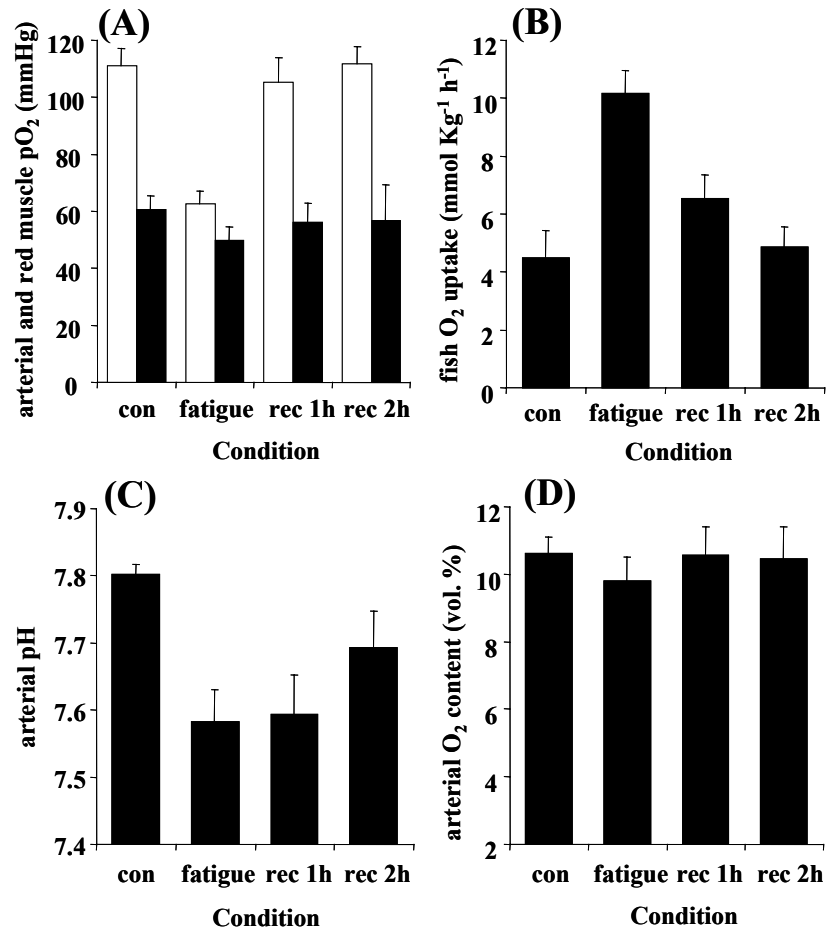 (A)
arterial and red muscle pO2 (mmHg)
120
100
80
60
40
20
0
con fatigue rec 1h rec 2h
Condition
(B)
fish O2 uptake (mmol Kg-1 h-1)
12
10
8
6
4
2
0
con fatigue rec 1h rec 2h
Condition
(C)
arterial pH
7.9
7.8
7.7
7.6
7.5
7.4
con fatigue rec 1h rec 2h
Condition
(D)
arterial O2 content (vol. %)
12
10
8
6
4
2
con fatigue rec 1h rec 2h
Condition